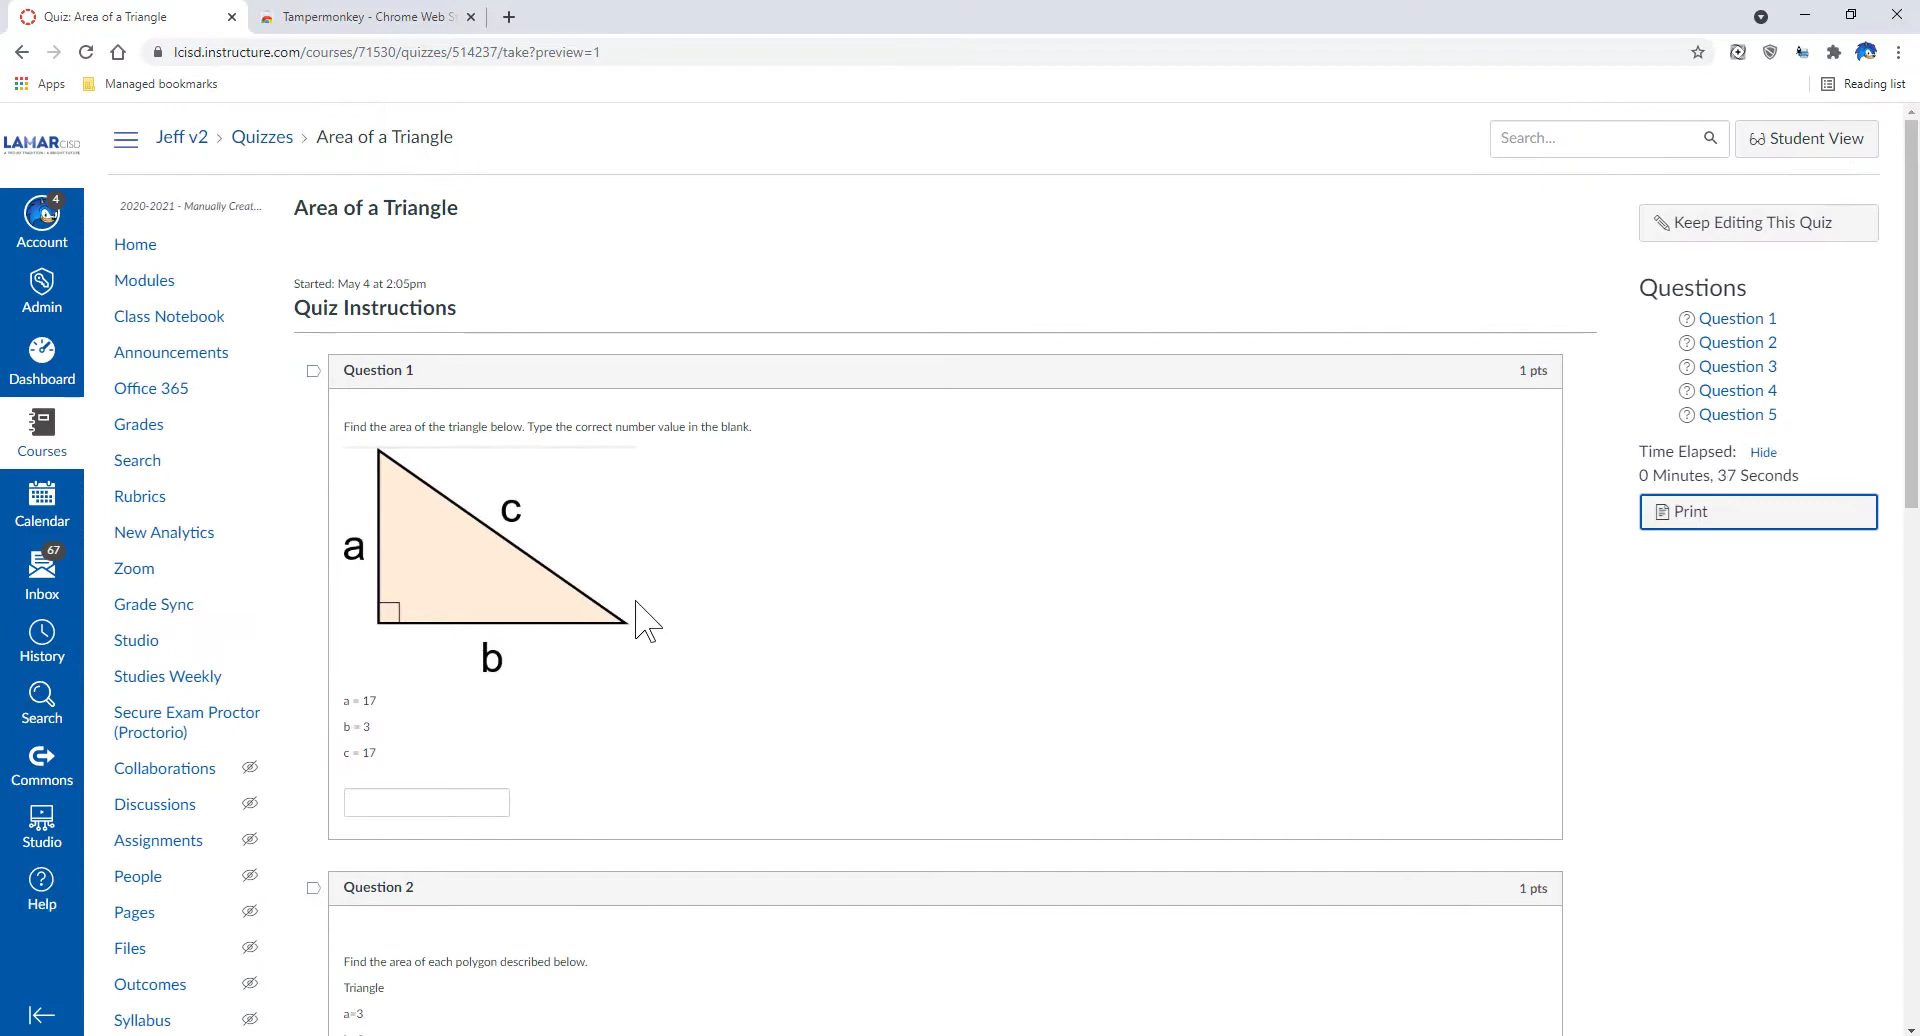 Quiz: Area of a Triangle
Tampermonkey - Chrome Web S
lcisd.instructure.com/courses/71530/quizzes/514237/take?preview=1
Apps
Managed bookmarks
Reading list
LAMARCISD
Jeff v2 › Quizzes › Area of a Triangle
Search...
Student View
4
Account
Admin
Dashboard
Courses
Calendar
67
Inbox
History
Search
Commons
Studio
Help
2020-2021 - Manually Creat...
Home
Modules
Class Notebook
Announcements
Office 365
Grades
Search
Rubrics
New Analytics
Zoom
Grade Sync
Studio
Studies Weekly
Secure Exam Proctor
(Proctorio)
Collaborations
Discussions
Assignments
People
Pages
Files
Outcomes
Syllabus
Area of a Triangle
Started: May 4 at 2:05pm
Quiz Instructions
Question 1
1 pts
Find the area of the triangle below. Type the correct number value in the blank.
c
a
b
a = 17
b = 3
c = 17
Question 2
1 pts
Find the area of each polygon described below.
Triangle
a=3
Keep Editing This Quiz
Questions
Question 1
Question 2
Question 3
Question 4
Question 5
Time Elapsed: Hide
0 Minutes, 37 Seconds
Print